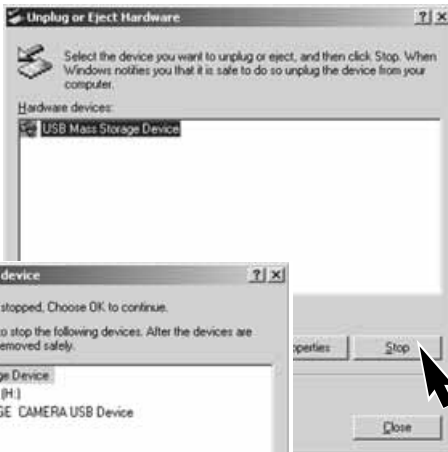 Unplug or Eject Hardware
Select the device you want to unplug or eject, and then click Stop. When
Windows notifies you that it is safe to do so unplug the device from your
computer.
Hardware devices:
USB Mass Storage Device
Properties
Stop
Close
device
stopped, Choose OK to continue.
to stop the following devices. After the devices are
removed safely.
Device
(H:)
CAMERA USB Device